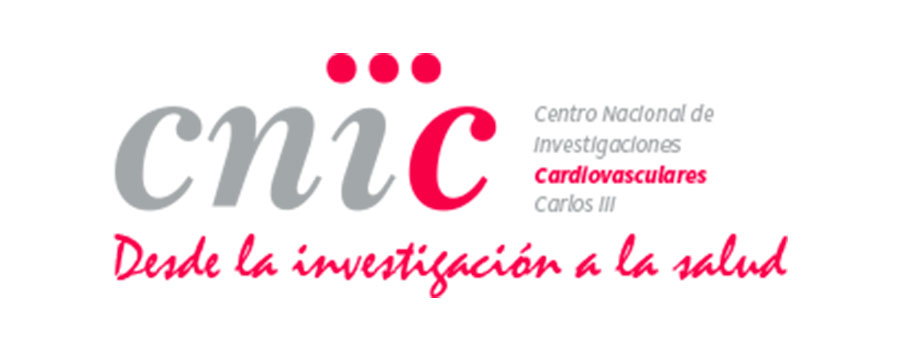 cnic
Centro Nacional de
Investigaciones
Cardiovasculares
Carlos III
Desde la investigación a la salud